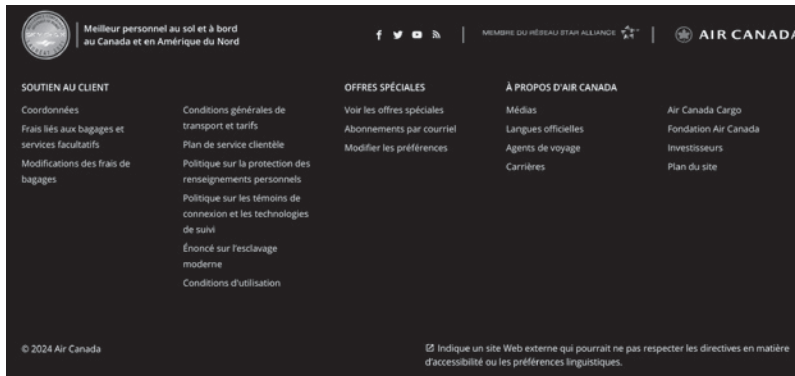 Meilleur personnel au sol et à bord
au Canada et en Amérique du Nord
MEMBRE DU RÉSEAU STAR ALLIANCE
AIR CANADA
SOUTIEN AU CLIENT
Coordonnées
Frais liés aux bagages et
services facultatifs
Modifications des frais de
bagages
Conditions générales de
transport et tarifs
Plan de service clientèle
Politique sur la protection des
renseignements personnels
Politique sur les témoins de
connexion et les technologies
de suivi
Énoncé sur l'esclavage
moderne
Conditions d'utilisation
OFFRES SPÉCIALES
Voir les offres spéciales
Abonnements par courriel
Modifier les préférences
À PROPOS D'AIR CANADA
Médias
Langues officielles
Agents de voyage
Carrières
Air Canada Cargo
Fondation Air Canada
Investisseurs
Plan du site
© 2024 Air Canada
Indique un site Web externe qui pourrait ne pas respecter les directives en matière
d'accessibilité ou les préférences linguistiques.